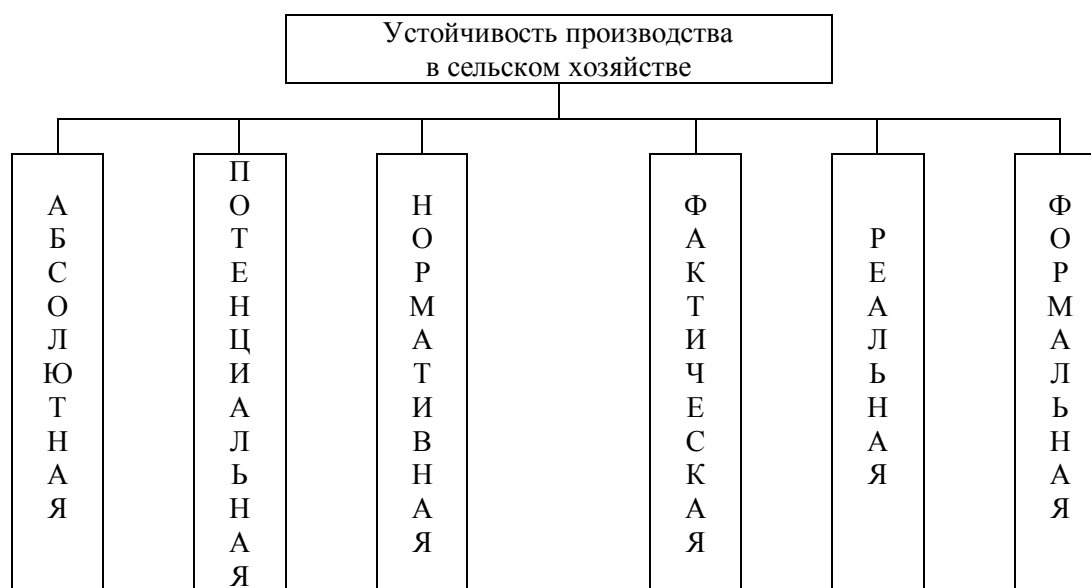 Устойчивость производства
в сельском хозяйстве
АБСОЛЮТНАЯ
ПОТЕНЦИАЛЬНАЯ
НОРМАТИВНАЯ
ФАКТИЧЕСКАЯ
РЕАЛЬНАЯ
ФОРМАЛЬНАЯ